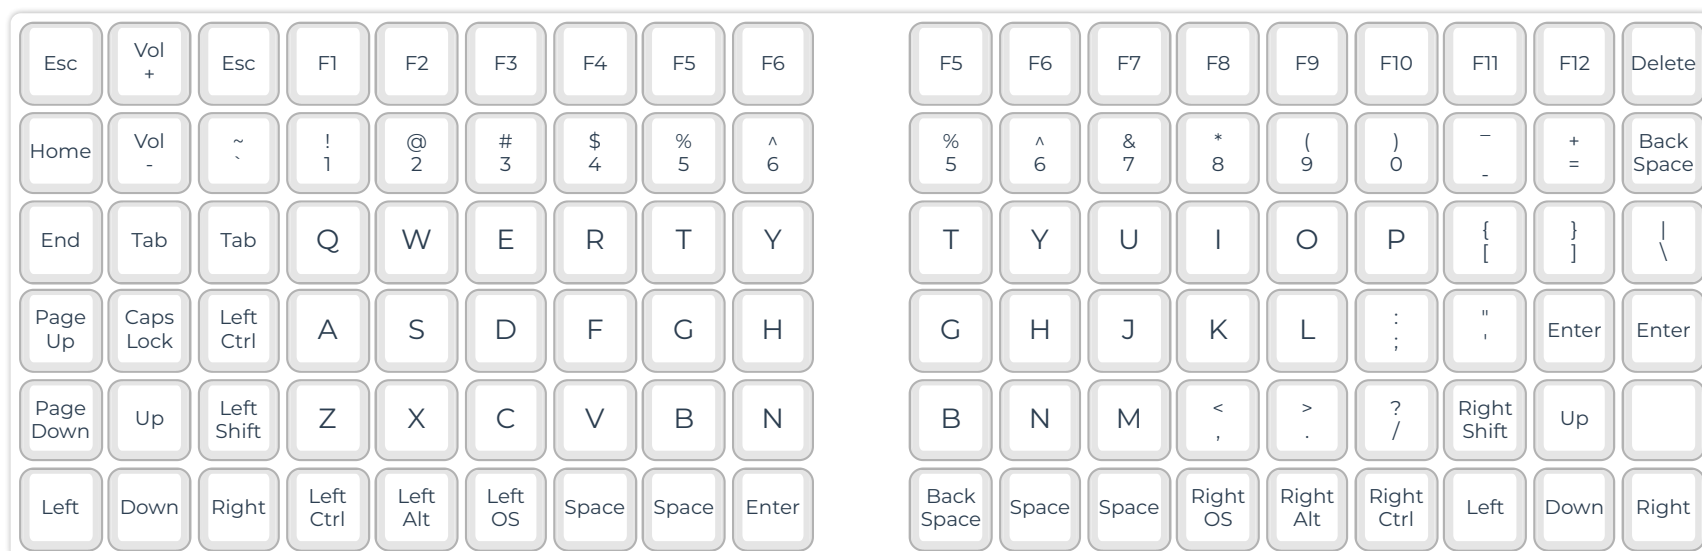 Esc Vol + Esc F1 F2 F3 F4 F5 F6 F5 F6 F7 F8 F9 F10 F11 F12 Delete
Home Vol - ~ ` ! 1 @ 2 # 3 $ 4 % 5 ^ 6 % 5 ^ 6 & 7 * 8 ( 9 ) 0 _ - + = Back Space
End Tab Tab Q W E R T Y T Y U I O P { [ } ] | \
Page Up Caps Lock Left Ctrl A S D F G H G H J K L : ; " ' Enter Enter
Page Down Up Left Shift Z X C V B N B N M < , > . ? / Right Shift Up
Left Down Right Left Ctrl Left Alt Left OS Space Space Enter Back Space Space Space Right OS Right Alt Right Ctrl Left Down Right